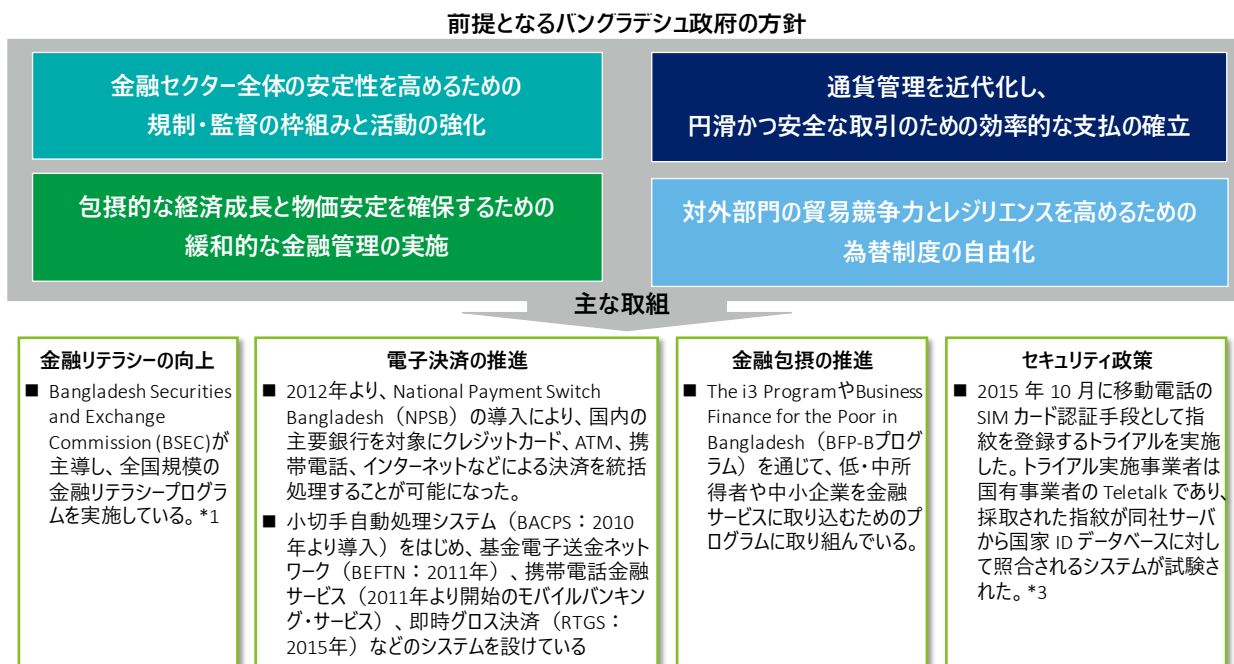 前提となるバングラデシュ政府の方針
金融セクター全体の安定性を高めるための
規制・監督の枠組みと活動の強化
通貨管理を近代化し、
円滑かつ安全な取引のための効率的な支払の確立
包摂的な経済成長と物価安定を確保するための
緩和的な金融管理の実施
対外部門の貿易競争力とレジリエンスを高めるための
為替制度の自由化
主な取組
金融リテラシーの向上
■ Bangladesh Securities
and Exchange
Commission (BSEC)が
主導し、全国規模の
金融リテラシープログラ
ムを実施している。*1
電子決済の推進
■ 2012年より、National Payment Switch
Bangladesh（NPSB）の導入により、国内の
主要銀行を対象にクレジットカード、ATM、携
帯電話、インターネットなどによる決済を統括
処理することが可能になった。
■ 小切手自動処理システム（BACPS：2010
年より導入）をはじめ、基金電子送金ネット
ワーク（BEFTN：2011年）、携帯電話金融
サービス（2011年より開始のモバイルバンキン
グ・サービス）、即時グロス決済（RTGS：
2015年）などのシステムを設けている
金融包摂の推進
■ The i3 ProgramやBusiness
Finance for the Poor in
Bangladesh（BFP-Bプログ
ラム）を通じて、低・中所
得者や中小企業を金融
サービスに取り込むためのプ
ログラムに取り組んでいる。
セキュリティ政策
■ 2015 年 10 月に移動電話の
SIM カード認証手段として指
紋を登録するトライアルを実施
した。トライアル実施事業者は
国有事業者の Teletalk であり、
採取された指紋が同社サーバ
から国家 ID データベースに対し
て照合されるシステムが試験さ
れた。*3